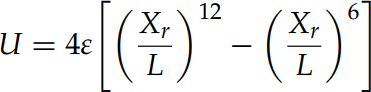 U = 4ε[(X_r/L)^12 − (X_r/L)^6]